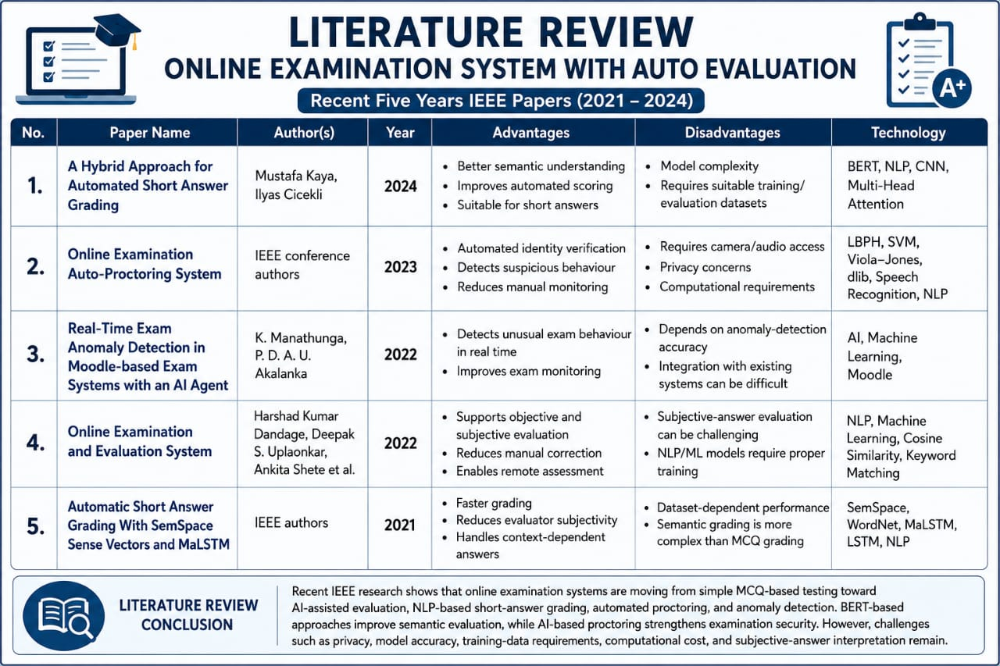 LITERATURE REVIEW
ONLINE EXAMINATION SYSTEM WITH AUTO EVALUATION
Recent Five Years IEEE Papers (2021 – 2024)
A+
No. Paper Name Author(s) Year Advantages Disadvantages Technology
1.
A Hybrid Approach for
Automated Short Answer
Grading
Mustafa Kaya,
Ilyas Cicekli
2024
• Better semantic understanding
• Improves automated scoring
• Suitable for short answers
• Model complexity
• Requires suitable training/
evaluation datasets
BERT, NLP, CNN,
Multi-Head
Attention
2.
Online Examination
Auto-Proctoring System
IEEE conference
authors
2023
• Automated identity verification
• Detects suspicious behaviour
• Reduces manual monitoring
• Requires camera/audio access
• Privacy concerns
• Computational requirements
LBPH, SVM,
Viola–Jones,
dlib, Speech
Recognition, NLP
3.
Real-Time Exam
Anomaly Detection in
Moodle-based Exam
Systems with an AI Agent
K. Manathunga,
P. D. A. U.
Akalanka
2022
• Detects unusual exam behaviour
in real time
• Improves exam monitoring
• Depends on anomaly-detection
accuracy
• Integration with existing
systems can be difficult
AI, Machine
Learning,
Moodle
4.
Online Examination
and Evaluation System
Harshad Kumar
Dandage, Deepak
S. Uplaonkar,
Ankita Shete et al.
2022
• Supports objective and
subjective evaluation
• Reduces manual correction
• Enables remote assessment
• Subjective-answer evaluation
can be challenging
• NLP/ML models require proper
training
NLP, Machine
Learning, Cosine
Similarity, Keyword
Matching
5.
Automatic Short Answer
Grading With SemSpace
Sense Vectors and MaLSTM
IEEE authors
2021
• Faster grading
• Reduces evaluator subjectivity
• Handles context-dependent
answers
• Dataset-dependent performance
• Semantic grading is more
complex than MCQ grading
SemSpace,
WordNet, MaLSTM,
LSTM, NLP
LITERATURE REVIEW
CONCLUSION
Recent IEEE research shows that online examination systems are moving from simple MCQ-based testing toward
AI-assisted evaluation, NLP-based short-answer grading, automated proctoring, and anomaly detection. BERT-based
approaches improve semantic evaluation, while AI-based proctoring strengthens examination security. However, challenges
such as privacy, model accuracy, training-data requirements, computational cost, and subjective-answer interpretation remain.